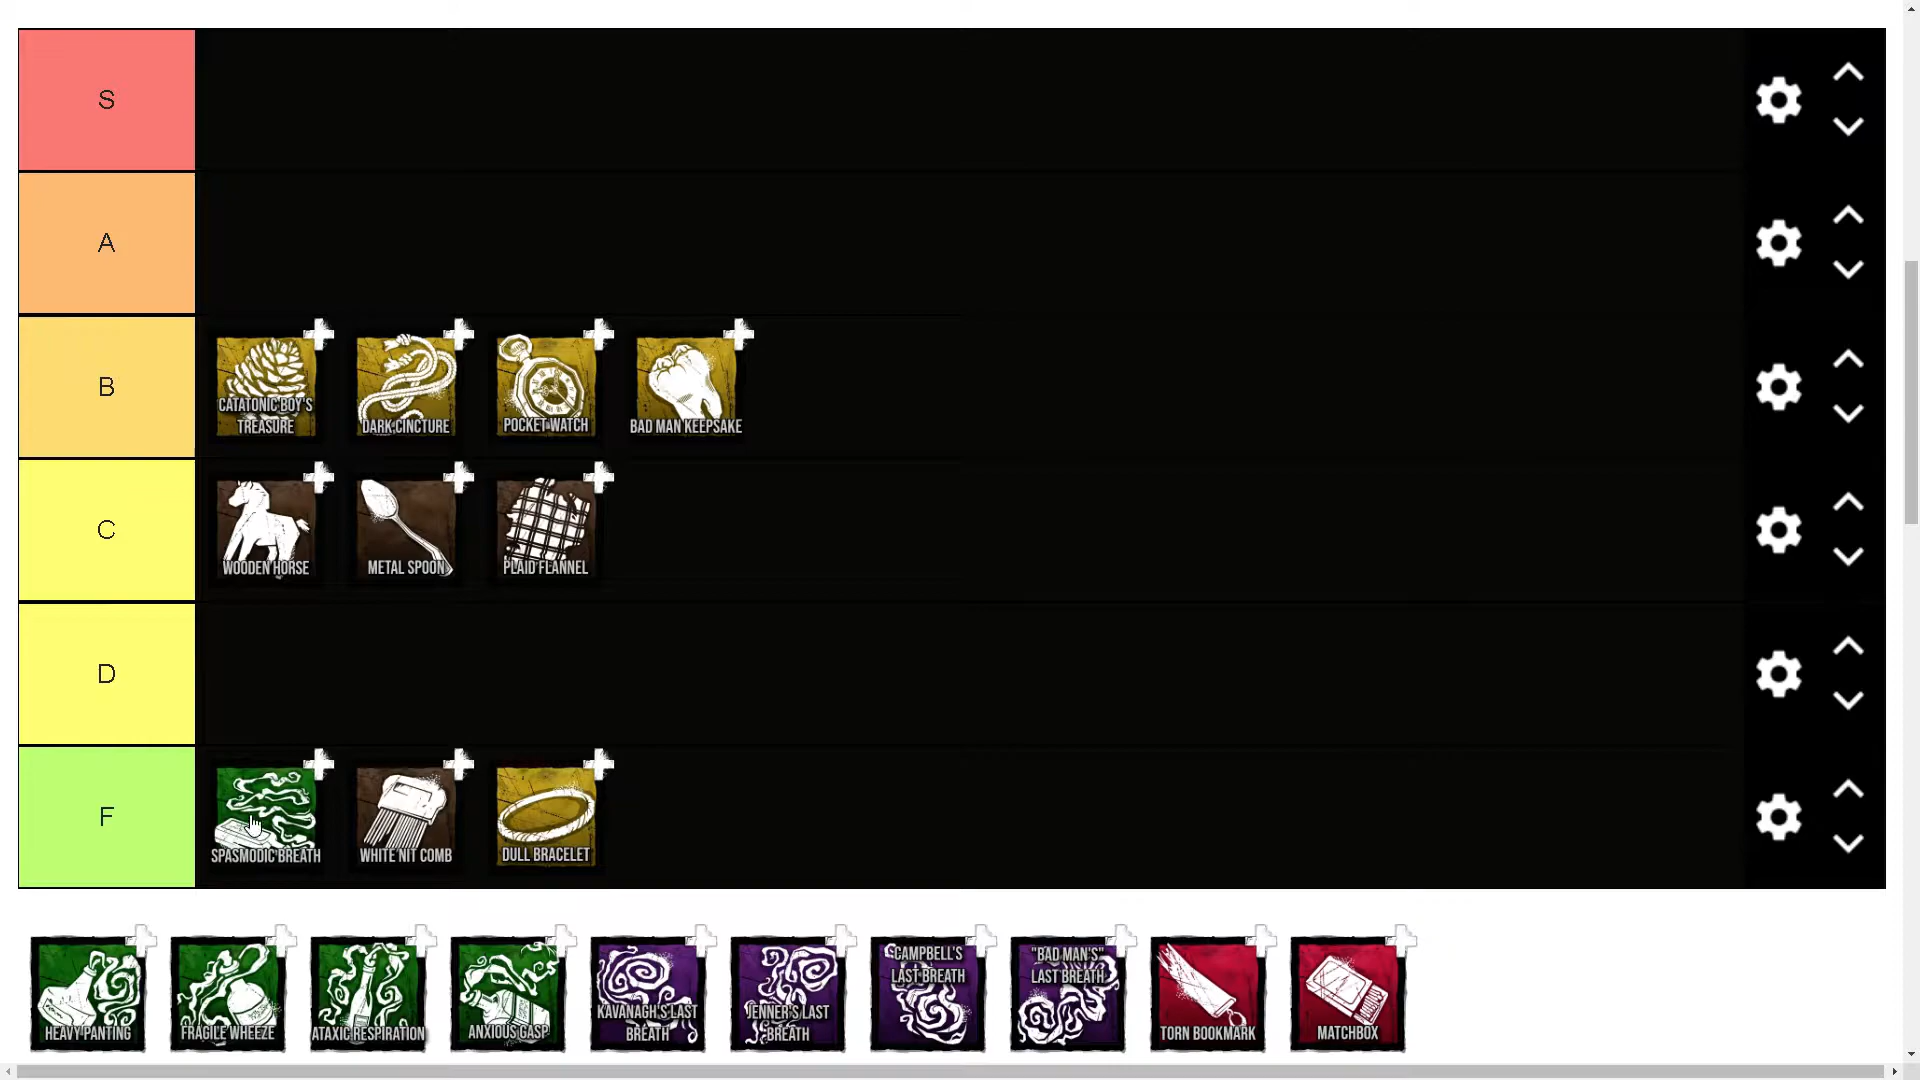 S
A
B
CATATONIC BOY'S
TREASURE
DARK CINCTURE
POCKET WATCH
BAD MAN KEEPSAKE
C
WOODEN HORSE
METAL SPOON
PLAID FLANNEL
D
F
SPASMODIC BREATH
WHITE NIT COMB
DULL BRACELET
HEAVY PANTING
FRAGILE WHEEZE
ATAXIC RESPIRATION
ANXIOUS GASP
KAVANAGH'S LAST
BREATH
JENNER'S LAST
BREATH
CAMPBELL'S
LAST BREATH
"BAD MAN'S"
LAST BREATH
TORN BOOKMARK
MATCHBOX